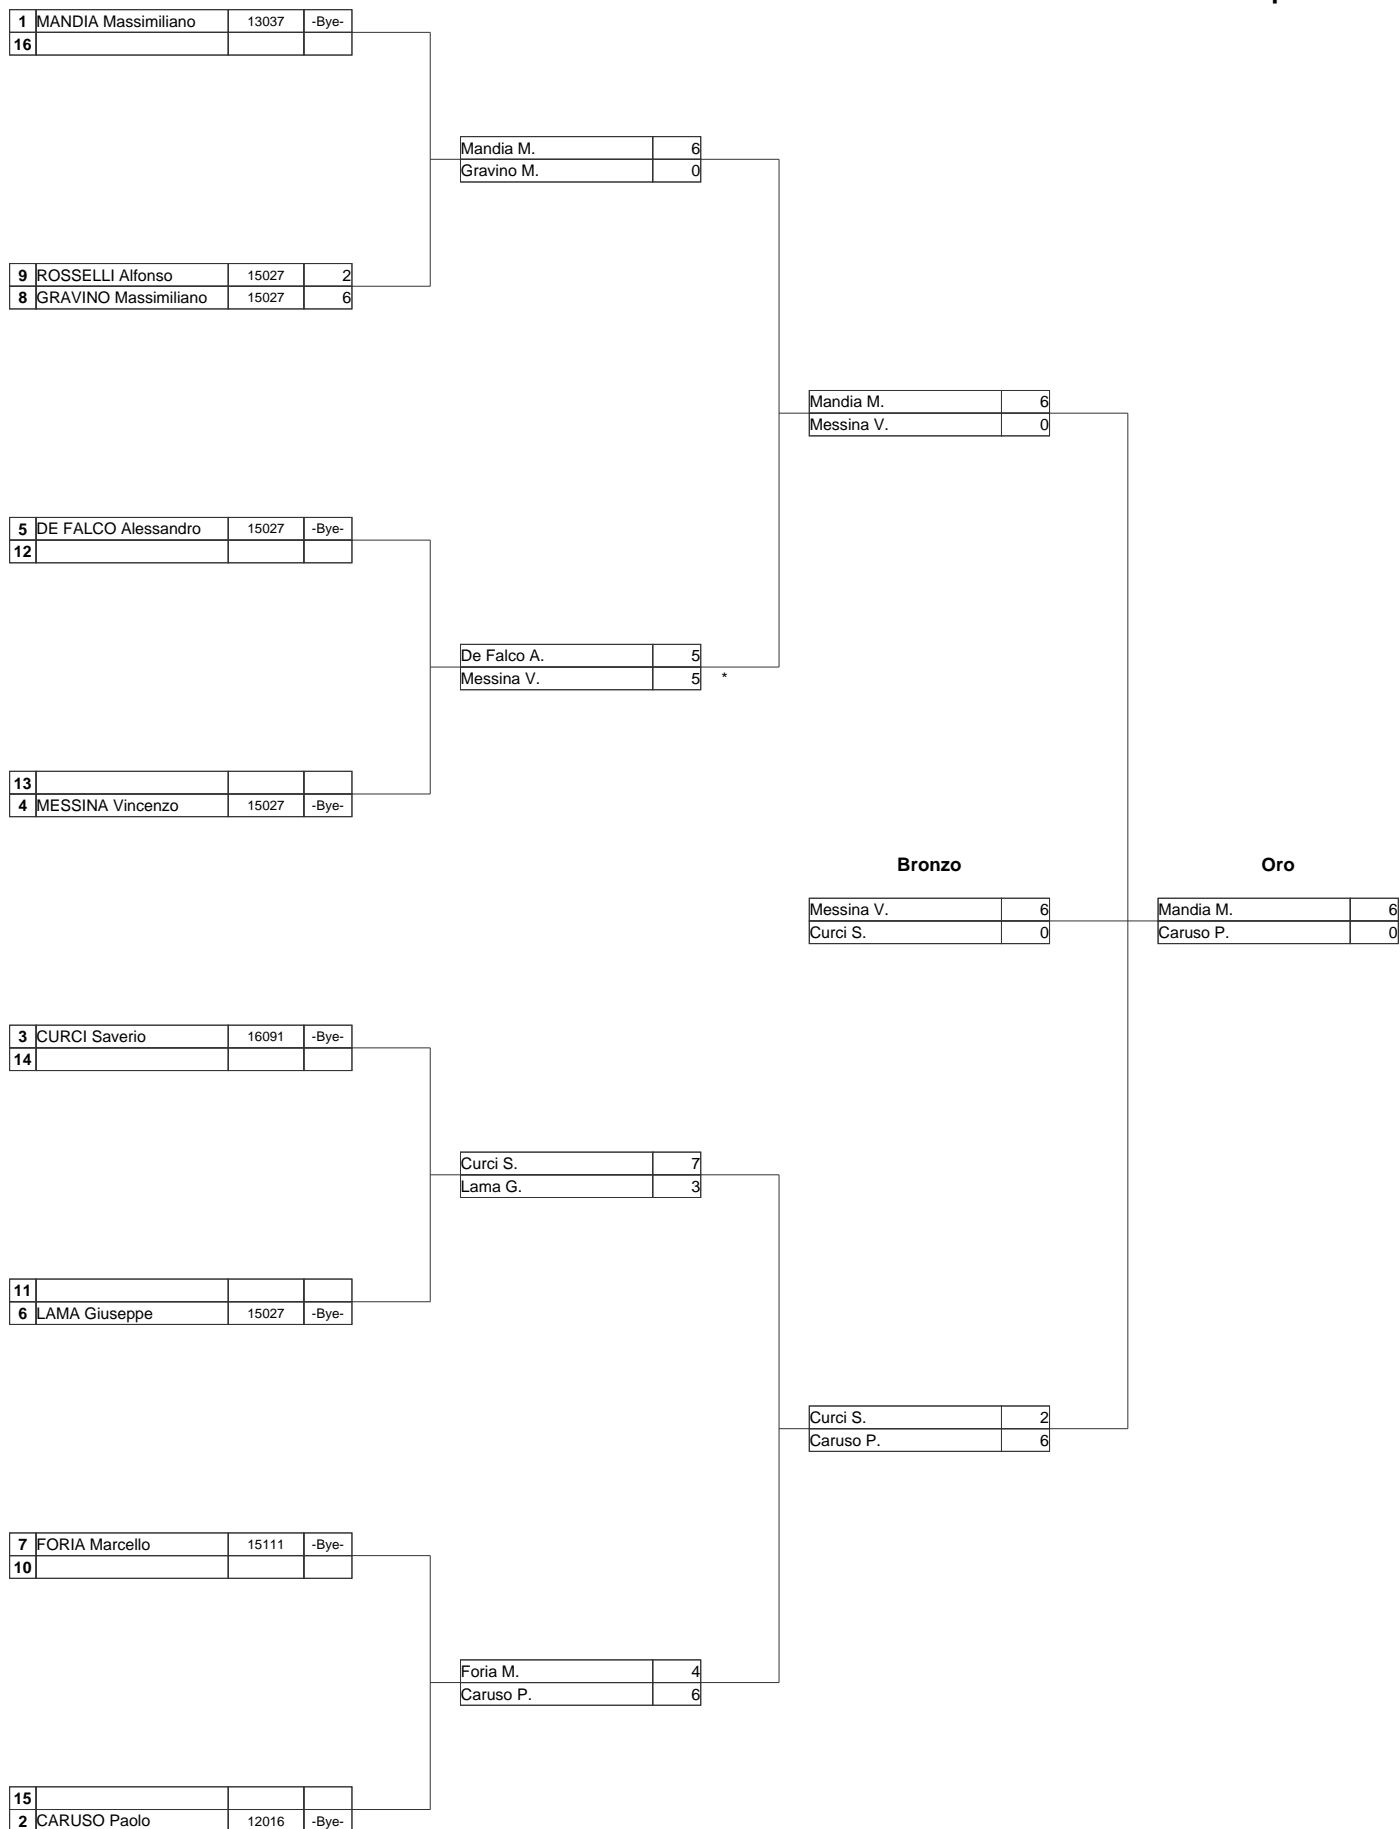 1 MANDIA Massimiliano 13037 -Bye-
16
Mandia M. 6
Gravino M. 0
9 ROSSELLI Alfonso 15027 2
8 GRAVINO Massimiliano 15027 6
Mandia M. 6
Messina V. 0
5 DE FALCO Alessandro 15027 -Bye-
12
De Falco A. 5
Messina V. 5 *
13
4 MESSINA Vincenzo 15027 -Bye-
Bronzo Oro
Messina V. 6 Mandia M. 6
Curci S. 0 Caruso P. 0
3 CURCI Saverio 16091 -Bye-
14
Curci S. 7
Lama G. 3
11
6 LAMA Giuseppe 15027 -Bye-
Curci S. 2
Caruso P. 6
7 FORIA Marcello 15111 -Bye-
10
Foria M. 4
Caruso P. 6
15
2 CARUSO Paolo 12016 -Bye-